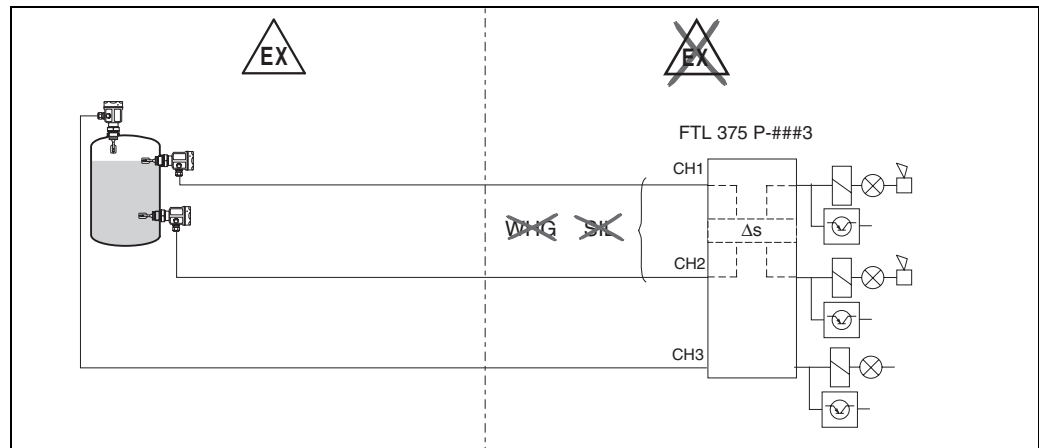 EX
EX
FTL 375 P-###3
CH1
WHG SIL
Δs
CH2
CH3